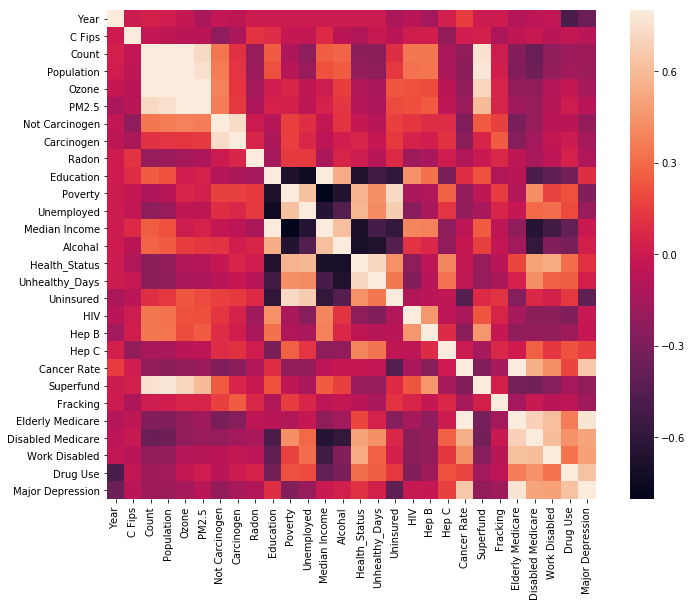 Year
C Fips
Count
Population
Ozone
PM2.5
Not Carcinogen
Carcinogen
Radon
Education
Poverty
Unemployed
Median Income
Alcohal
Health_Status
Unhealthy_Days
Uninsured
HIV
Hep B
Hep C
Cancer Rate
Superfund
Fracking
Elderly Medicare
Disabled Medicare
Work Disabled
Drug Use
Major Depression
Year
C Fips
Count
Population
Ozone
PM2.5
Not Carcinogen
Carcinogen
Radon
Education
Poverty
Unemployed
Median Income
Alcohal
Health_Status
Unhealthy_Days
Uninsured
HIV
Hep B
Hep C
Cancer Rate
Superfund
Fracking
Elderly Medicare
Disabled Medicare
Work Disabled
Drug Use
Major Depression
0.6
0.3
0.0
−0.3
−0.6